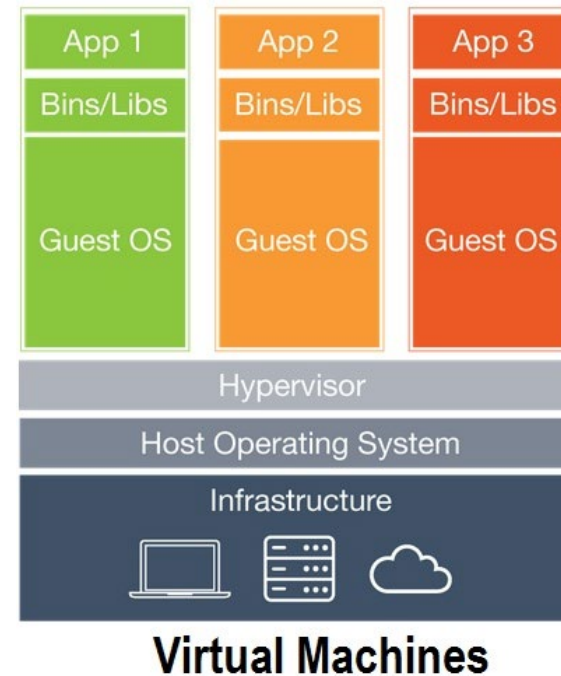 App 1
App 2
App 3
Bins/Libs
Bins/Libs
Bins/Libs
Guest OS
Guest OS
Guest OS
Hypervisor
Host Operating System
Infrastructure
Virtual Machines